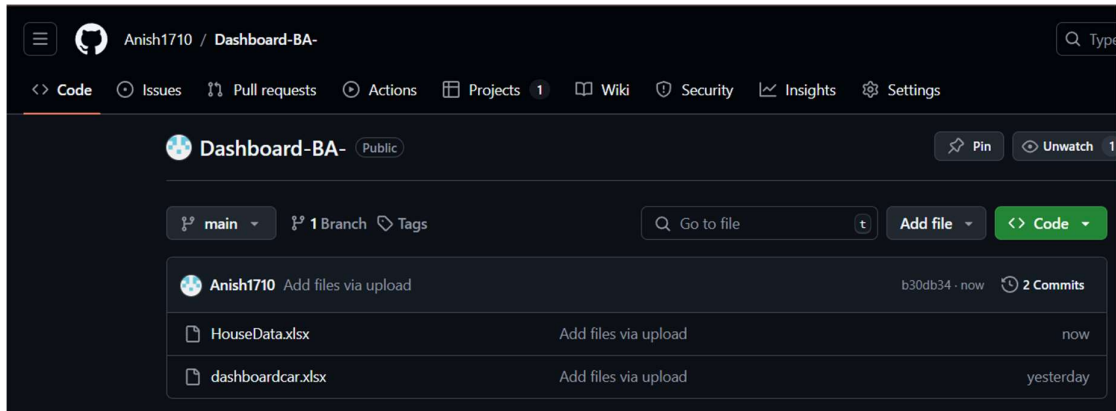 Anish1710 / Dashboard-BA- Type
Code Issues Pull requests Actions Projects 1 Wiki Security Insights Settings
Dashboard-BA- Public Pin Unwatch 1
main 1 Branch Tags Go to file t Add file Code
Anish1710 Add files via upload b30db34 · now 2 Commits
HouseData.xlsx Add files via upload now
dashboardcar.xlsx Add files via upload yesterday